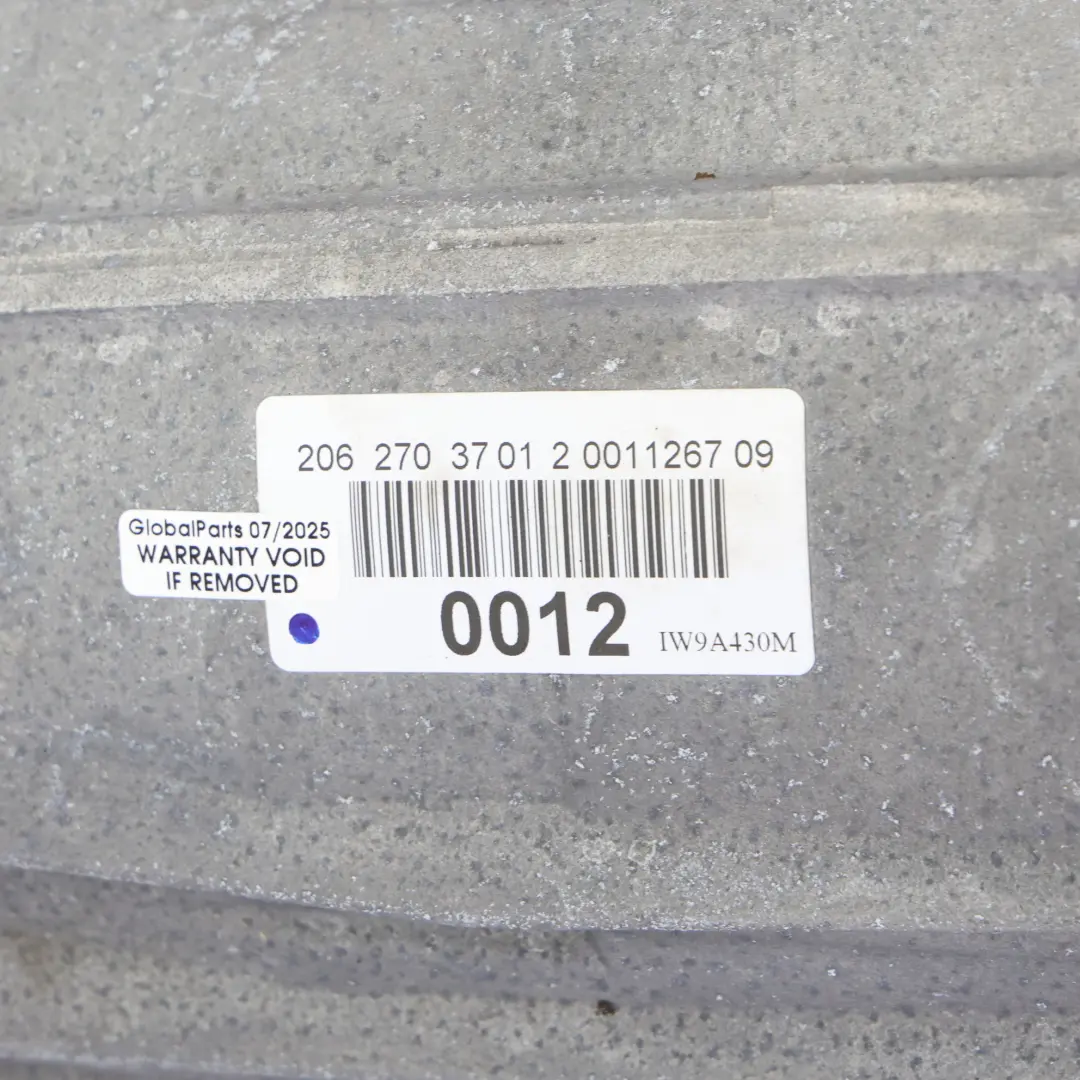 206 270 37 01 2 0011267 09
GlobalParts 07/2025
WARRANTY VOID
IF REMOVED
0012
IW9A430M